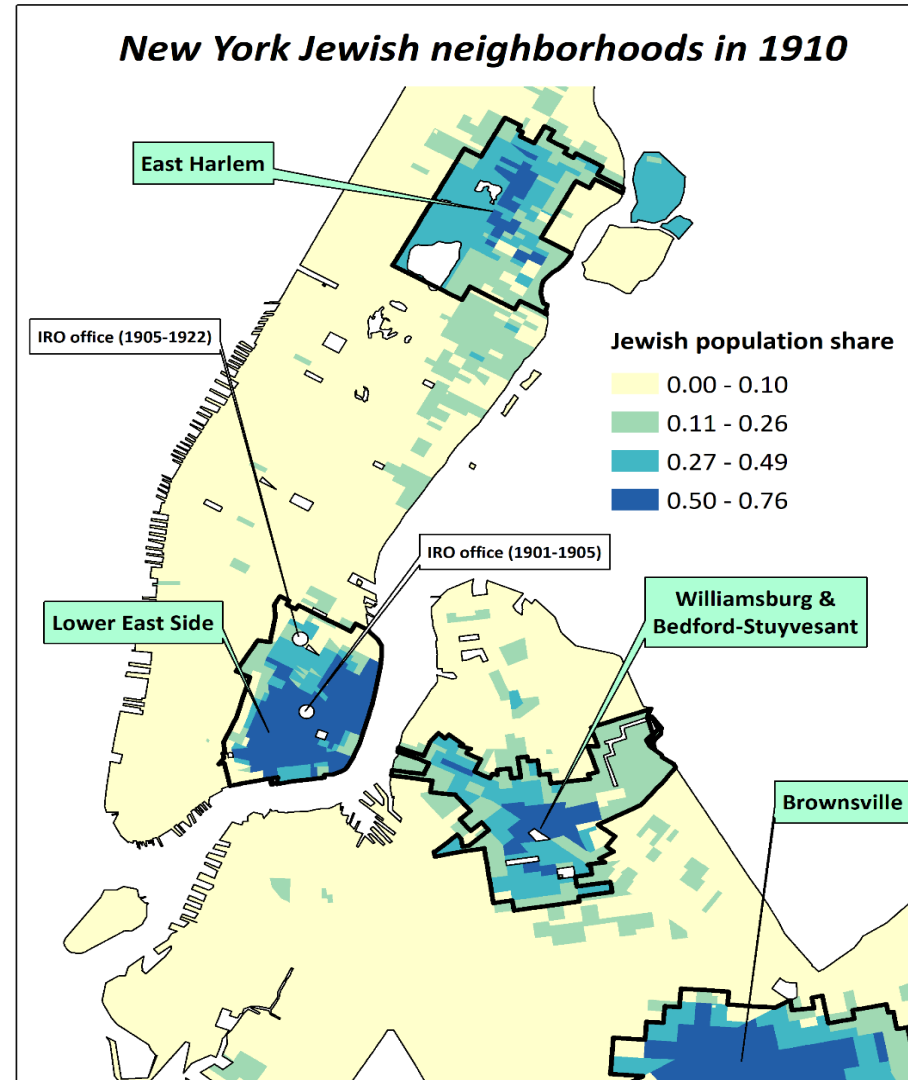 New York Jewish neighborhoods in 1910
East Harlem
IRO office (1905-1922)
Jewish population share
0.00 - 0.10
0.11 - 0.26
0.27 - 0.49
0.50 - 0.76
IRO office (1901-1905)
Lower East Side
Williamsburg &
Bedford-Stuyvesant
Brownsville